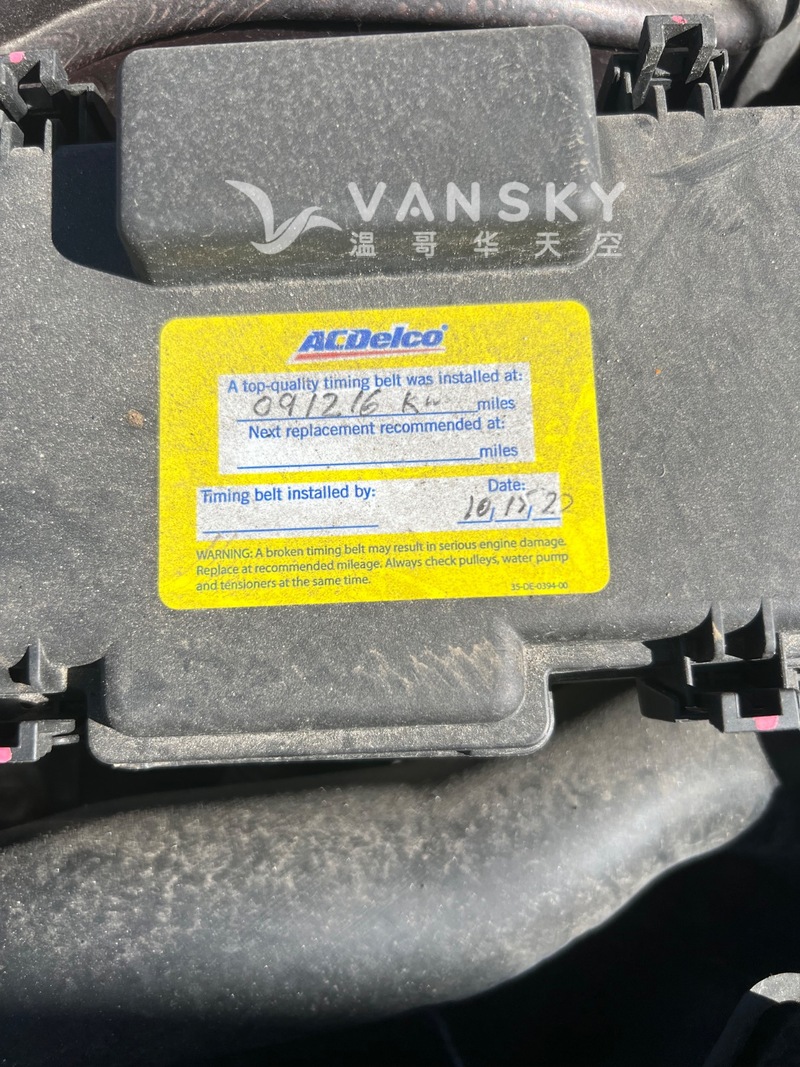 VANSKY
温哥华天空
ACDelco
A top-quality timing belt was installed at:
091216 Km miles
Next replacement recommended at:
miles
Timing belt installed by:
Date:
10, 15, 20
WARNING: A broken timing belt may result in serious engine damage.
Replace at recommended mileage. Always check pulleys, water pump
and tensioners at the same time.
35-DE-0394-00